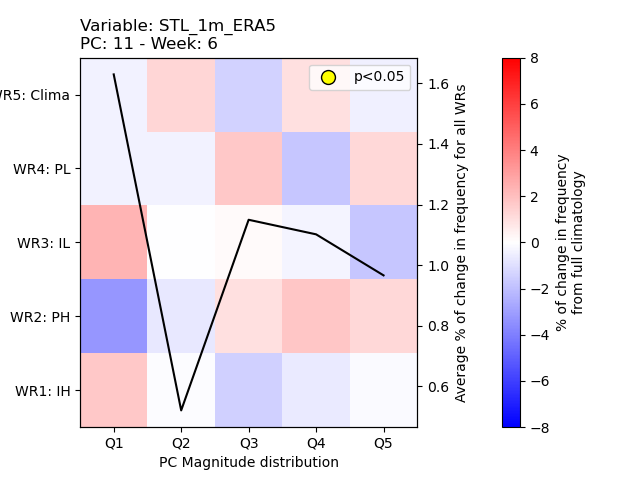 Variable: STL_1m_ERA5
PC: 11 - Week: 6
p<0.05
WR5: Clima
WR4: PL
WR3: IL
WR2: PH
WR1: IH
Q1 Q2 Q3 Q4 Q5
PC Magnitude distribution
1.6
1.4
1.2
1.0
0.8
0.6
Average % of change in frequency for all WRs
8
6
4
2
0
−2
−4
−6
−8
% of change in frequency
from full climatology